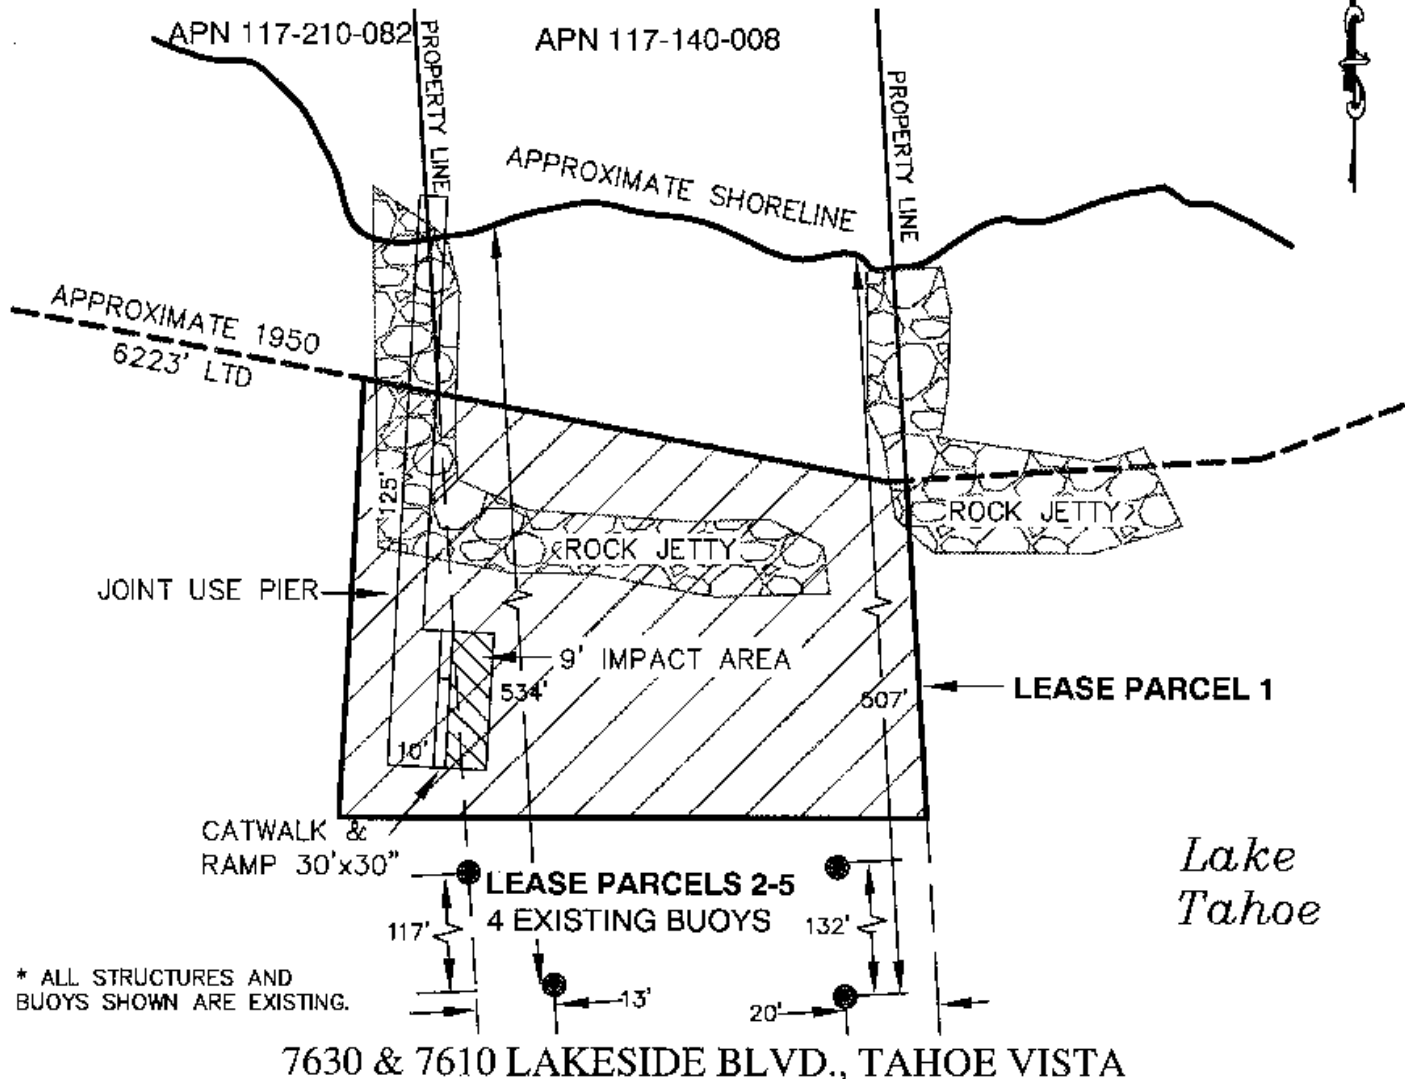 APN 117-210-082
APN 117-140-008
PROPERTY LINE
PROPERTY LINE
APPROXIMATE SHORELINE
APPROXIMATE 1950
6223' LTD
125'
ROCK JETTY
ROCK JETTY
JOINT USE PIER
9' IMPACT AREA
534'
607'
LEASE PARCEL 1
10'
CATWALK &
RAMP 30'x30"
LEASE PARCELS 2-5
4 EXISTING BUOYS
117'
132'
Lake
Tahoe
* ALL STRUCTURES AND
BUOYS SHOWN ARE EXISTING.
13'
20'
7630 & 7610 LAKESIDE BLVD., TAHOE VISTA